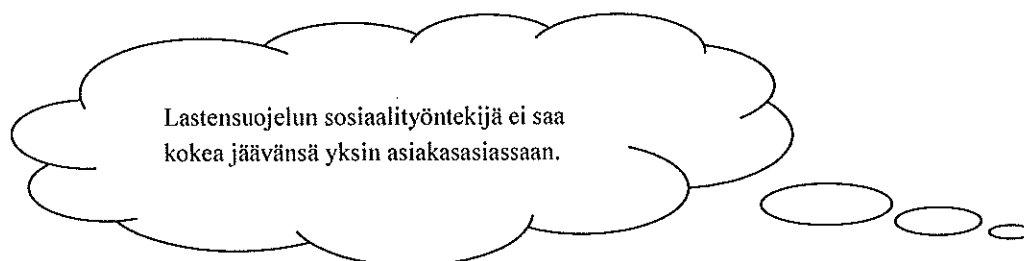 Lastensuojelun sosiaalityöntekijä ei saa
kokea jäävänsä yksin asiakasasiassaan.